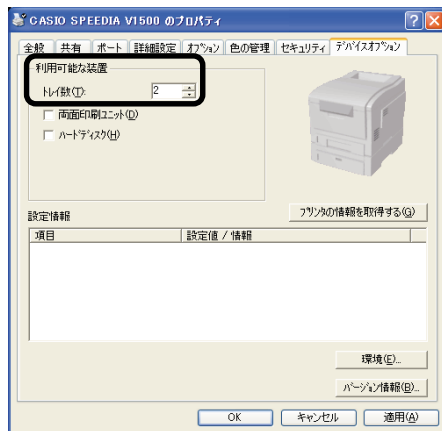 CASIO SPEEDIA V1500 のプロパティ
全般 共有 ポート 詳細設定 オプション 色の管理 セキュリティ デバイスオプション
利用可能な装置
トレイ数(T): 2
両面印刷ユニット(D)
ハードディスク(H)
プリンタの情報を取得する(G)
設定情報
項目 設定値 / 情報
環境(E)...
バージョン情報(B)...
OK キャンセル 適用(A)